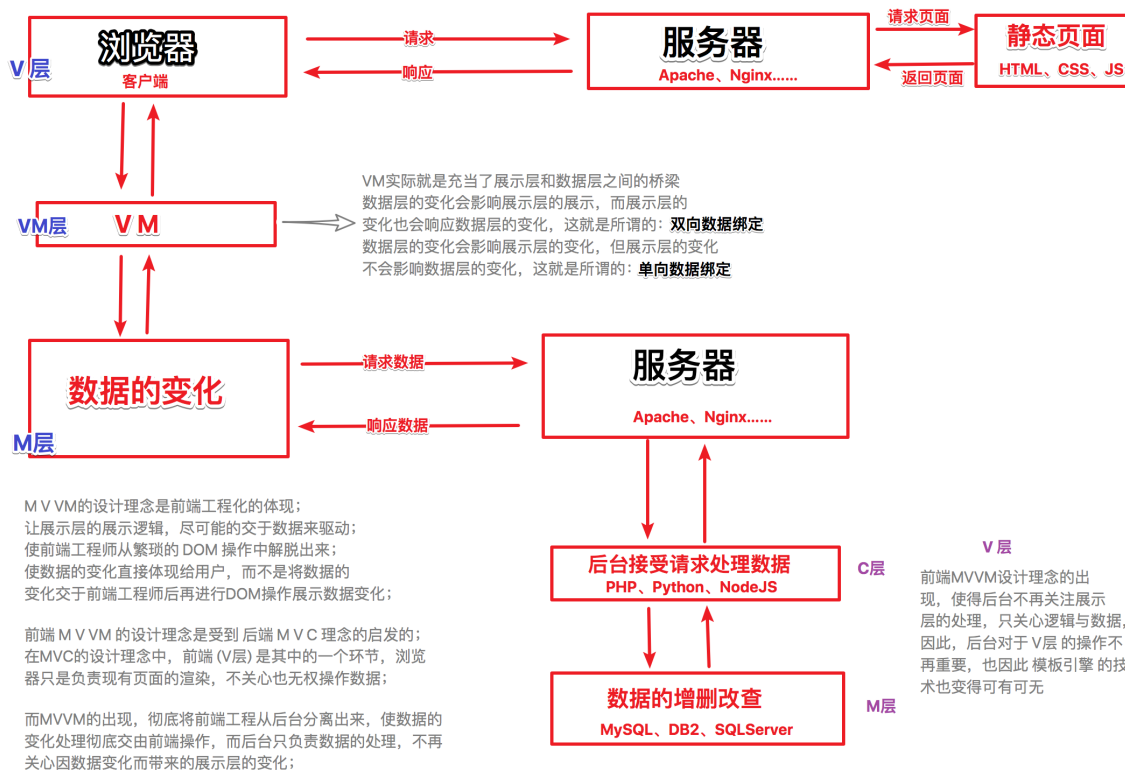 浏览器
客户端
V 层
请求
响应
服务器
Apache、Nginx……
请求页面
返回页面
静态页面
HTML、CSS、JS
VM层
V M
VM实际就是充当了展示层和数据层之间的桥梁
数据层的变化会影响展示层的展示，而展示层的
变化也会响应数据层的变化，这就是所谓的：双向数据绑定
数据层的变化会影响展示层的变化，但展示层的变化
不会影响数据层的变化，这就是所谓的：单向数据绑定
数据的变化
M层
请求数据
响应数据
服务器
Apache、Nginx……
后台接受请求处理数据
PHP、Python、NodeJS
C层
数据的增删改查
MySQL、DB2、SQLServer
M层
V 层
前端MVVM设计理念的出
现，使得后台不再关注展示
层的处理，只关心逻辑与数据，
因此，后台对于 V层 的操作不
再重要，也因此 模板引擎 的技
术也变得可有可无
M V VM的设计理念是前端工程化的体现；
让展示层的展示逻辑，尽可能的交于数据来驱动；
使前端工程师从繁琐的 DOM 操作中解脱出来；
使数据的变化直接体现给用户，而不是将数据的
变化交于前端工程师后再进行DOM操作展示数据变化；
前端 M V VM 的设计理念是受到 后端 M V C 理念的启发的；
在MVC的设计理念中，前端 (V层) 是其中的一个环节，浏览
器只是负责现有页面的渲染，不关心也无权操作数据；
而MVVM的出现，彻底将前端工程从后台分离出来，使数据的
变化处理彻底交由前端操作，而后台只负责数据的处理，不再
关心因数据变化而带来的展示层的变化；